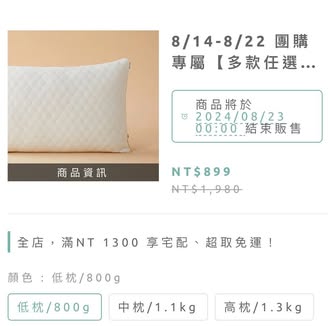 8/14-8/22 團購
專屬【多款任選...
商品將於
2024/08/23
00:00 結束販售
商品資訊
NT$899
NT$1,980
全店，滿NT 1300 享宅配、超取免運！
顏色：低枕/800g
低枕/800g
中枕/1.1kg
高枕/1.3kg